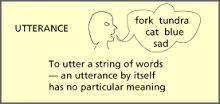 UTTERANCE
fork tundra
cat blue
sad
To utter a string of words
— an utterance by itself
has no particular meaning